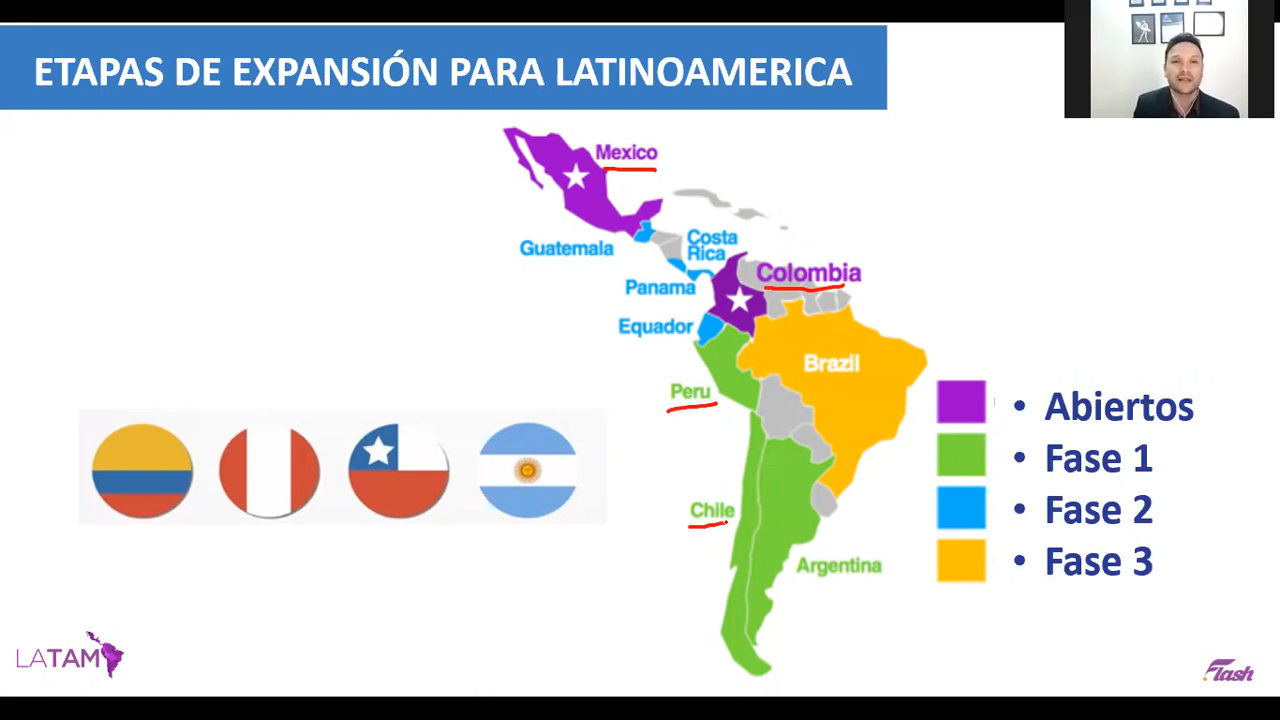 ETAPAS DE EXPANSIÓN PARA LATINOAMERICA
Mexico
Guatemala
Costa
Rica
Panama
Colombia
Equador
Brazil
Peru
Chile
Argentina
• Abiertos
• Fase 1
• Fase 2
• Fase 3
LATAM
Flash